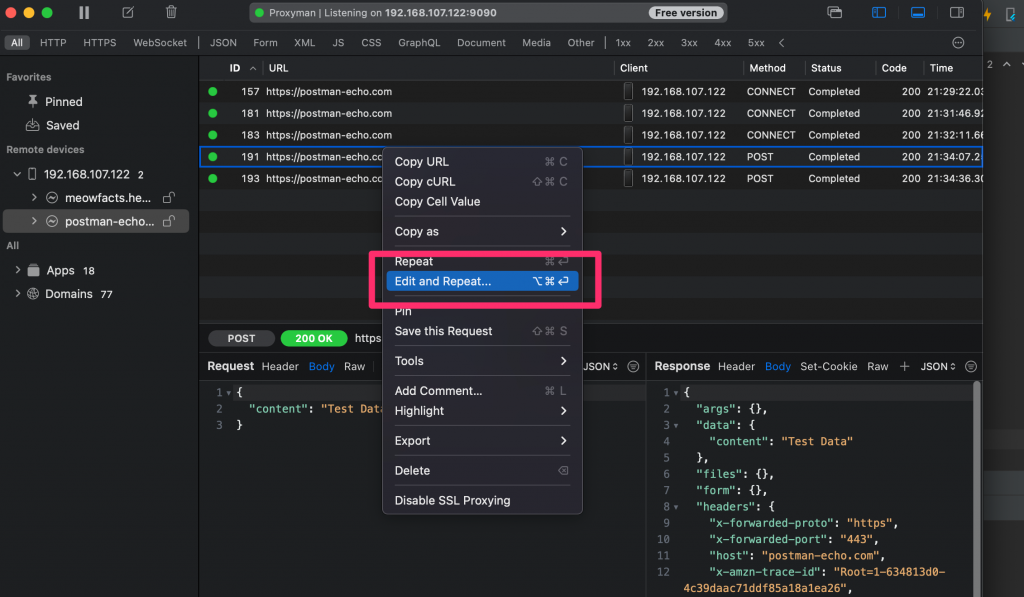 Proxyman | Listening on 192.168.107.122:9090 Free version
All HTTP HTTPS WebSocket JSON Form XML JS CSS GraphQL Document Media Other 1xx 2xx 3xx 4xx 5xx
2
Favorites
Pinned
Saved
Remote devices
192.168.107.122 2
meowfacts.he...
postman-echo...
All
Apps 18
Domains 77
ID URL Client Method Status Code Time
157 https://postman-echo.com 192.168.107.122 CONNECT Completed 200 21:29:22.03
181 https://postman-echo.com 192.168.107.122 CONNECT Completed 200 21:31:46.92
183 https://postman-echo.com 192.168.107.122 CONNECT Completed 200 21:32:11.66
191 https://postman-echo.co 192.168.107.122 POST Completed 200 21:34:07.2
193 https://postman-echo.co 192.168.107.122 POST Completed 200 21:34:36.30
Copy URL ⌘ C
Copy cURL ⇧ ⌘ C
Copy Cell Value
Copy as
Repeat ⌘ ↩
Edit and Repeat... ⌥ ⌘ ↩
Pin
Save this Request ⇧ ⌘ S
Tools
Add Comment... ⌘ L
Highlight
Export
Delete ⌫
Disable SSL Proxying
POST 200 OK https
Request Header Body Raw JSON
1 {
2 "content": "Test Dat
3 }
Response Header Body Set-Cookie Raw + JSON
1 {
2 "args": {},
3 "data": {
4 "content": "Test Data"
5 },
6 "files": {},
7 "form": {},
8 "headers": {
9 "x-forwarded-proto": "https",
10 "x-forwarded-port": "443",
11 "host": "postman-echo.com",
12 "x-amzn-trace-id": "Root=1-634813d0-
4c39daac71ddf85a18a1ea26",